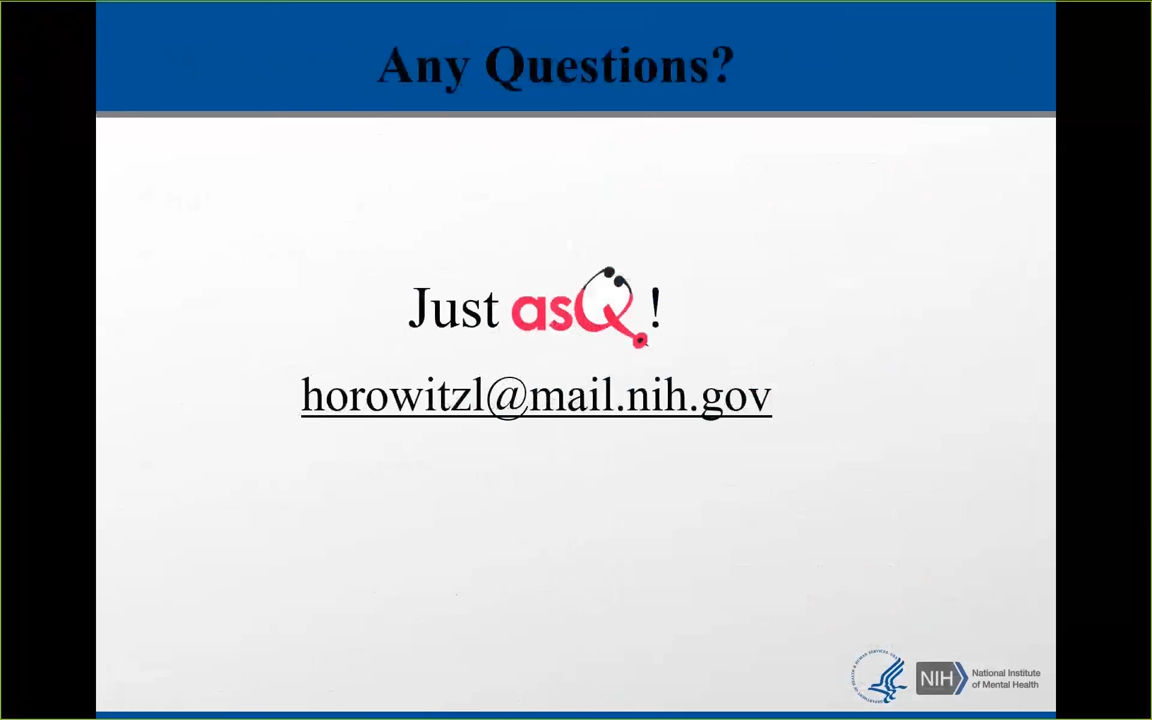 Any Questions?
Just asQ !
horowitzl@mail.nih.gov
NIH
National Institute
of Mental Health